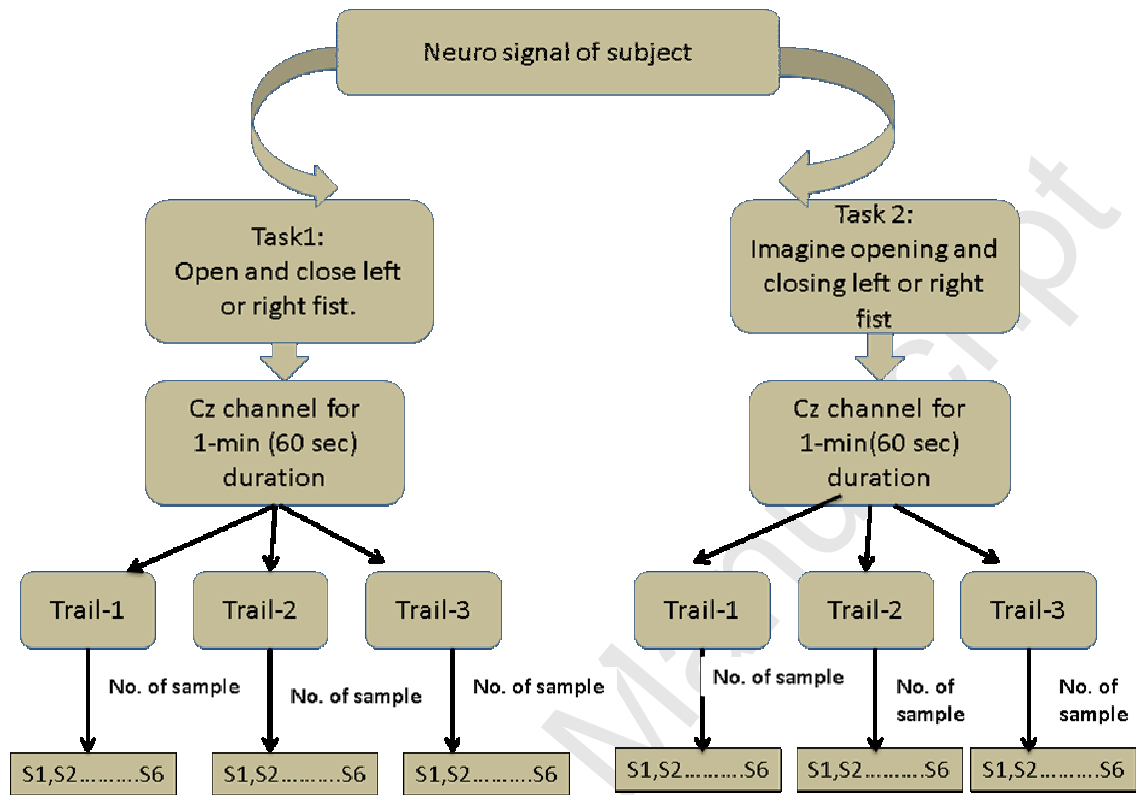 Neuro signal of subject
Task1:
Open and close left
or right fist.
Task 2:
Imagine opening and
closing left or right
fist
Cz channel for
1-min (60 sec)
duration
Cz channel for
1-min(60 sec)
duration
Trail-1
Trail-2
Trail-3
Trail-1
Trail-2
Trail-3
No. of sample
No. of sample
No. of sample
No. of sample
No. of
sample
No. of
sample
S1,S2..........S6
S1,S2..........S6
S1,S2..........S6
S1,S2..........S6
S1,S2..........S6
S1,S2..........S6
Manuscript